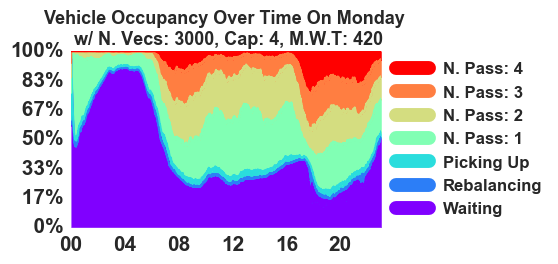 Vehicle Occupancy Over Time On Monday
w/ N. Vecs: 3000, Cap: 4, M.W.T: 420
100%
83%
67%
50%
33%
17%
0%
00 04 08 12 16 20
N. Pass: 4
N. Pass: 3
N. Pass: 2
N. Pass: 1
Picking Up
Rebalancing
Waiting